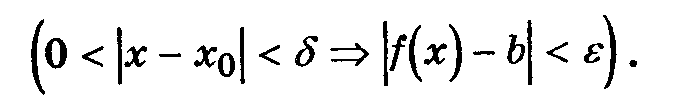 (0 < |x − x₀| < δ ⇒ |f(x) − b| < ε).